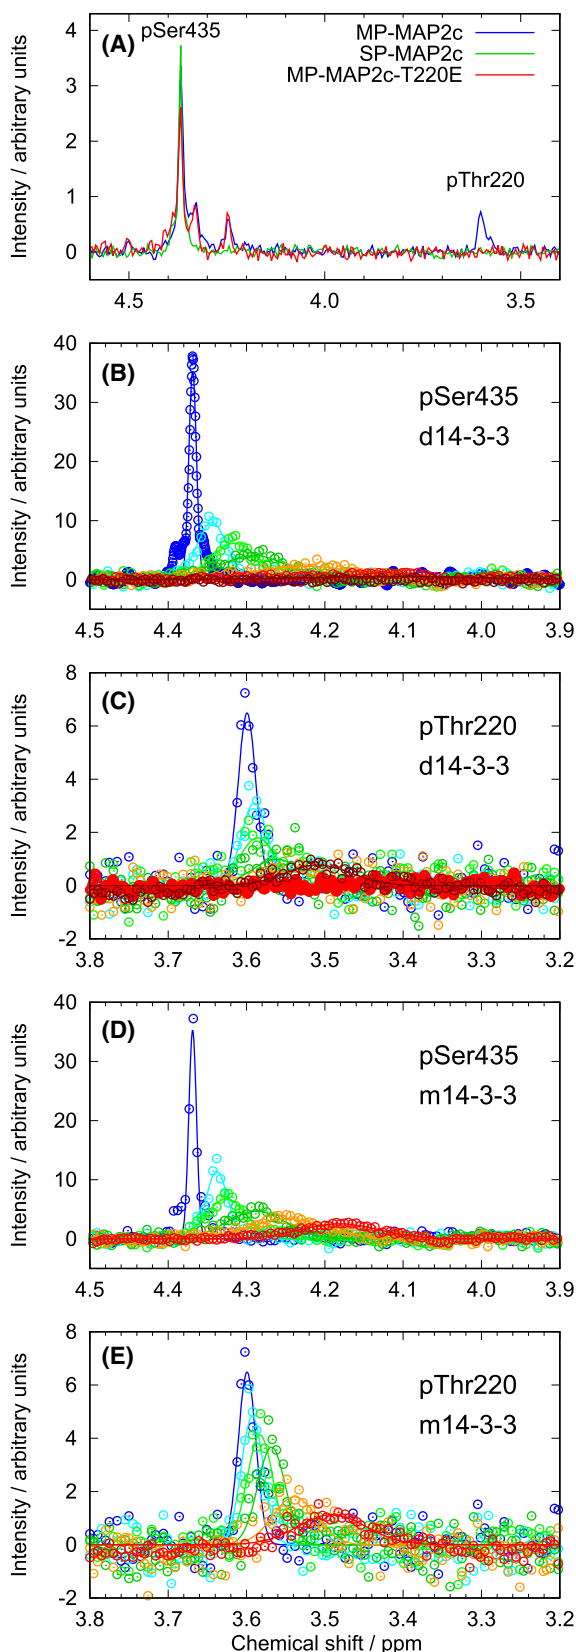 (A)
pSer435
MP-MAP2c
SP-MAP2c
MP-MAP2c-T220E
pThr220
Intensity / arbitrary units
4
3
2
1
0
4.5 4.0 3.5
(B)
pSer435
d14-3-3
Intensity / arbitrary units
40
30
20
10
0
4.5 4.4 4.3 4.2 4.1 4.0 3.9
(C)
pThr220
d14-3-3
Intensity / arbitrary units
8
6
4
2
0
-2
3.8 3.7 3.6 3.5 3.4 3.3 3.2
(D)
pSer435
m14-3-3
Intensity / arbitrary units
40
30
20
10
0
4.5 4.4 4.3 4.2 4.1 4.0 3.9
(E)
pThr220
m14-3-3
Intensity / arbitrary units
8
6
4
2
0
-2
3.8 3.7 3.6 3.5 3.4 3.3 3.2
Chemical shift / ppm